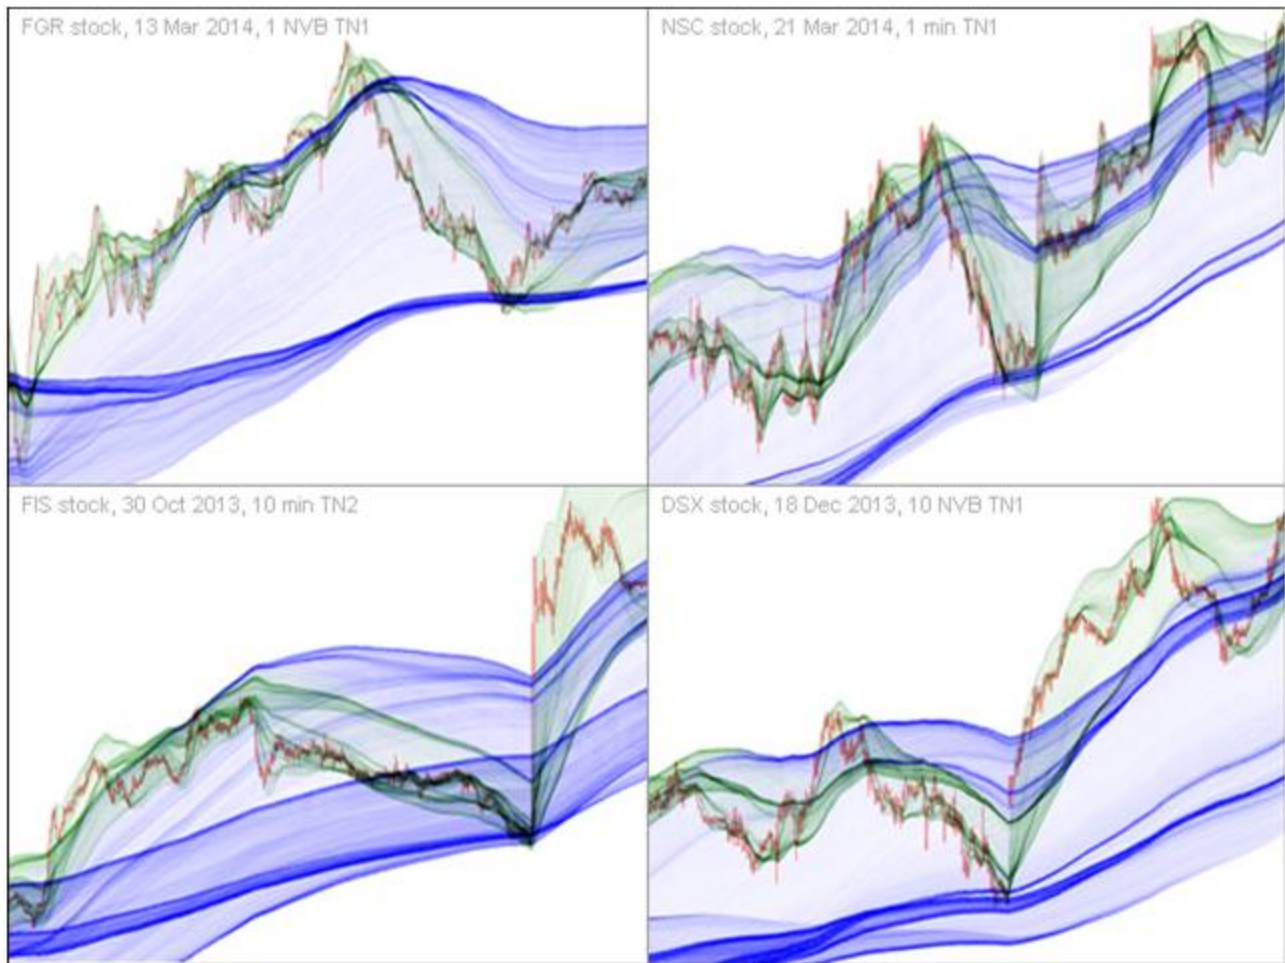 FGR stock, 13 Mar 2014, 1 NVB TN1
NSC stock, 21 Mar 2014, 1 min TN1
FIS stock, 30 Oct 2013, 10 min TN2
DSX stock, 18 Dec 2013, 10 NVB TN1